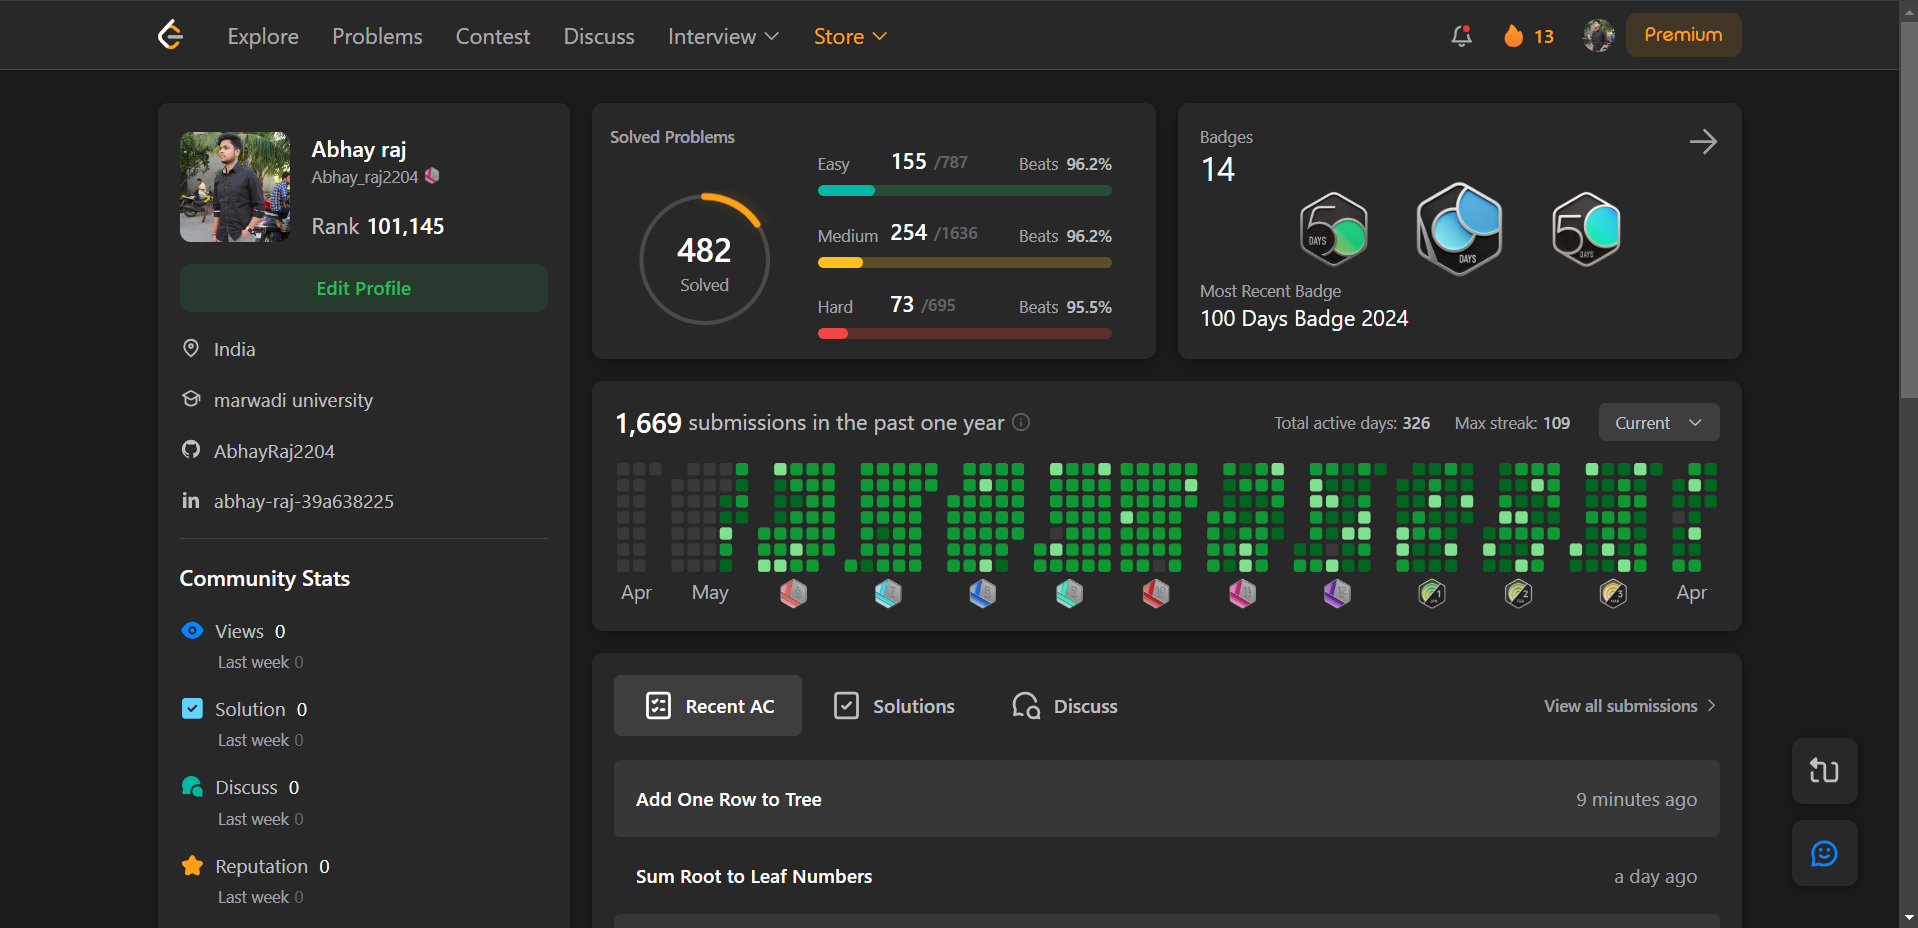 Explore Problems Contest Discuss Interview Store 13 Premium
Abhay raj
Abhay_raj2204
Rank 101,145
Edit Profile
India
marwadi university
AbhayRaj2204
abhay-raj-39a638225
Community Stats
Views 0
Last week 0
Solution 0
Last week 0
Discuss 0
Last week 0
Reputation 0
Last week 0
Solved Problems
482
Solved
Easy 155 /787 Beats 96.2%
Medium 254 /1636 Beats 96.2%
Hard 73 /695 Beats 95.5%
Badges
14
50 DAYS
DAYS
50 DAYS
Most Recent Badge
100 Days Badge 2024
1,669 submissions in the past one year Total active days: 326 Max streak: 109 Current
Apr May Apr
Recent AC Solutions Discuss View all submissions
Add One Row to Tree 9 minutes ago
Sum Root to Leaf Numbers a day ago